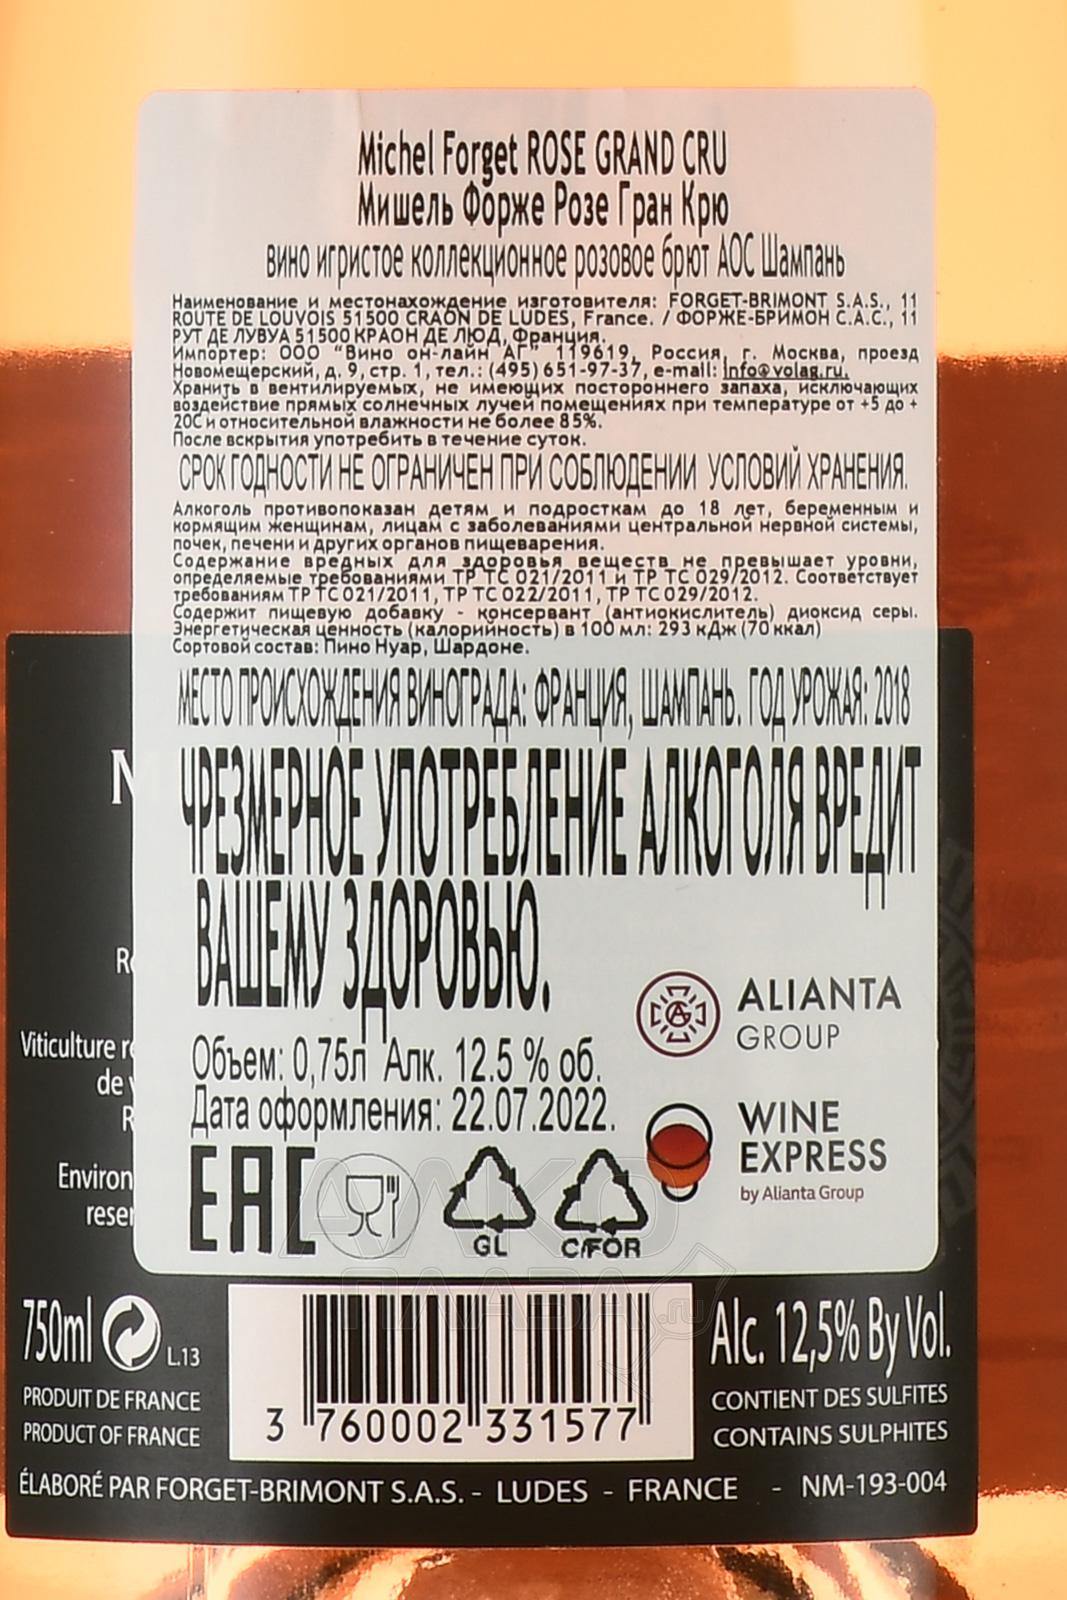 Michel Forget ROSE GRAND CRU
Мишель Форже Розе Гран Крю
вино игристое коллекционное розовое брют АОС Шампань
Наименование и местонахождение изготовителя: FORGET-BRIMONT S.A.S., 11
ROUTE DE LOUVOIS 51500 CRAON DE LUDES, France. / ФОРЖЕ-БРИМОН С.А.С., 11
РУТ ДЕ ЛУВУА 51500 КРАОН ДЕ ЛЮД, Франция.
Импортер: ООО "Вино он-лайн АГ" 119619, Россия, г. Москва, проезд
Новомещерский, д. 9, стр. 1, тел.: (495) 651-97-37, e-mail: info@volag.ru.
Хранить в вентилируемых, не имеющих постороннего запаха, исключающих
воздействие прямых солнечных лучей помещениях при температуре от +5 до +
20С и относительной влажности не более 85%.
После вскрытия употребить в течение суток.
СРОК ГОДНОСТИ НЕ ОГРАНИЧЕН ПРИ СОБЛЮДЕНИИ УСЛОВИЙ ХРАНЕНИЯ.
Алкоголь противопоказан детям и подросткам до 18 лет, беременным и
кормящим женщинам, лицам с заболеваниями центральной нервной системы,
почек, печени и других органов пищеварения.
Содержание вредных для здоровья веществ не превышает уровни,
определяемые требованиями ТР ТС 021/2011 и ТР ТС 029/2012. Соответствует
требованиям ТР ТС 021/2011, ТР ТС 022/2011, ТР ТС 029/2012.
Содержит пищевую добавку - консервант (антиокислитель) диоксид серы.
Энергетическая ценность (калорийность) в 100 мл: 293 кДж (70 ккал)
Сортовой состав: Пино Нуар, Шардоне.
МЕСТО ПРОИСХОЖДЕНИЯ ВИНОГРАДА: ФРАНЦИЯ, ШАМПАНЬ. ГОД УРОЖАЯ: 2018
ЧРЕЗМЕРНОЕ УПОТРЕБЛЕНИЕ АЛКОГОЛЯ ВРЕДИТ
ВАШЕМУ ЗДОРОВЬЮ.
ALIANTA
GROUP
Объем: 0,75л Алк. 12.5 % об.
Дата оформления: 22.07.2022.
WINE
EXPRESS
by Alianta Group
EAC
GL
C/FOR
Viticulture
de
Environ
750ml
L.13
PRODUIT DE FRANCE
PRODUCT OF FRANCE
3 760002 331577
Alc. 12,5% By Vol.
CONTIENT DES SULFITES
CONTAINS SULPHITES
ÉLABORÉ PAR FORGET-BRIMONT S.A.S. - LUDES - FRANCE - NM-193-004